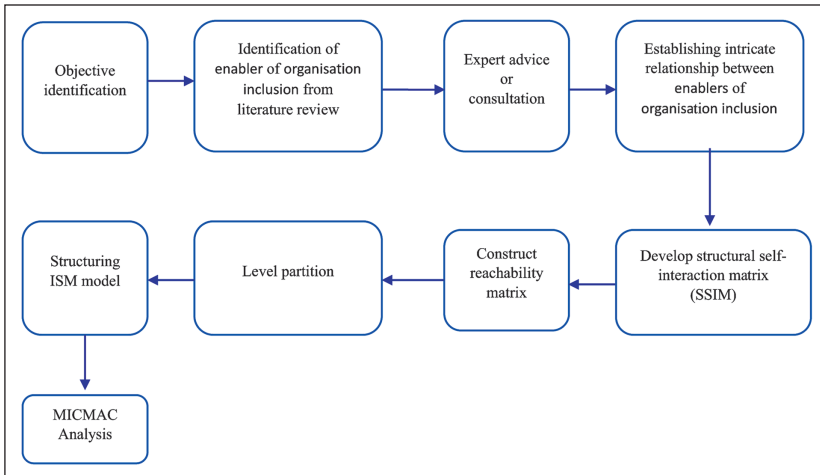 Objective
identification
Identification of
enabler of organisation
inclusion from
literature review
Expert advice
or
consultation
Establishing intricate
relationship between
enablers of
organisation inclusion
Develop structural self-
interaction matrix
(SSIM)
Construct
reachability
matrix
Level partition
Structuring
ISM model
MICMAC
Analysis